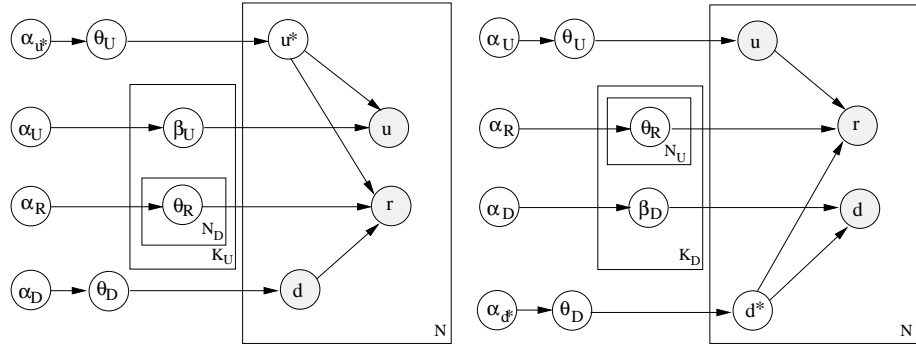 α_u* θ_U u*
α_U β_U u
α_R θ_R r
N_D
K_U
α_D θ_D d
N
α_U θ_U u
α_R θ_R r
N_U
α_D β_D d
K_D
α_d* θ_D d*
N